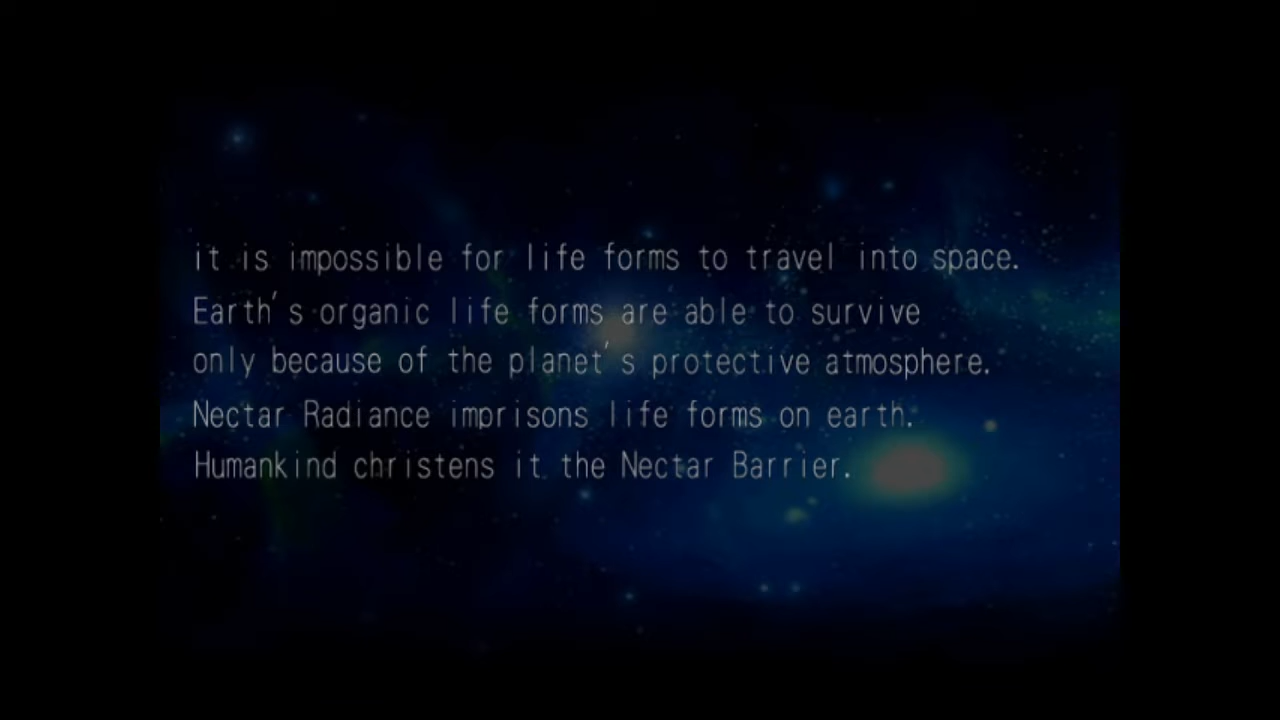 it is impossible for life forms to travel into space.
Earth's organic life forms are able to survive
only because of the planet's protective atmosphere.
Nectar Radiance imprisons life forms on earth.
Humankind christens it the Nectar Barrier.